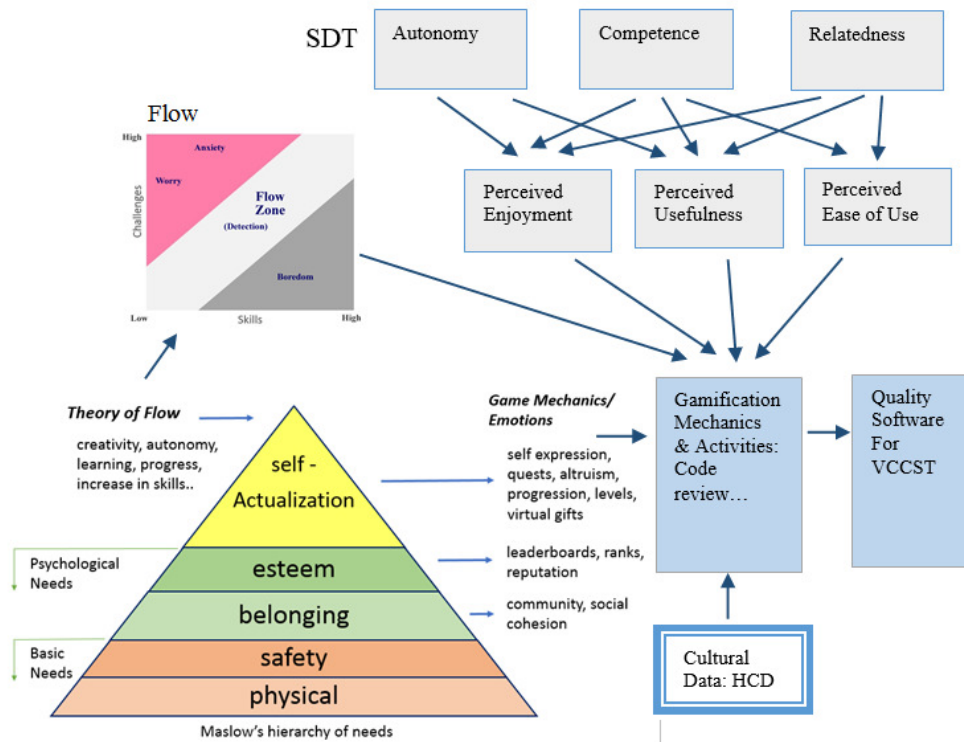 SDT
Autonomy
Competence
Relatedness
Flow
High
Anxiety
Worry
Challenges
Flow
Zone
(Detection)
Boredom
Low
Skills
High
Perceived
Enjoyment
Perceived
Usefulness
Perceived
Ease of Use
Theory of Flow
creativity, autonomy,
learning, progress,
increase in skills..
Game Mechanics/
Emotions
self expression,
quests, altruism,
progression, levels,
virtual gifts
leaderboards, ranks,
reputation
community, social
cohesion
Gamification
Mechanics
& Activities:
Code
review…
Quality
Software
For
VCCST
Cultural
Data: HCD
self -
Actualization
esteem
belonging
safety
physical
Psychological
Needs
Basic
Needs
Maslow's hierarchy of needs